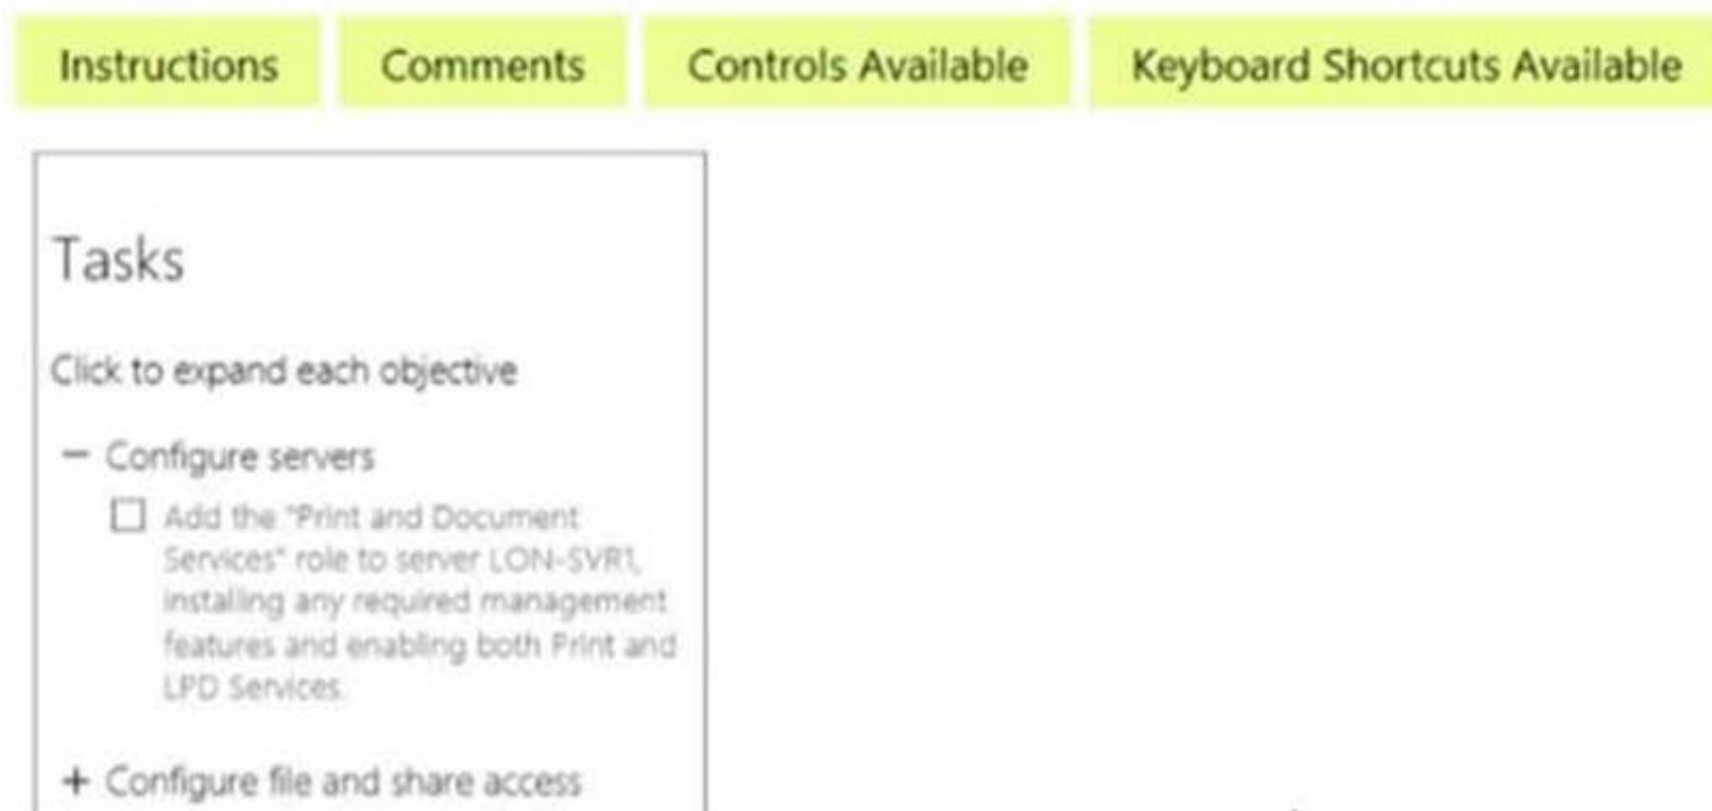 Instructions Comments Controls Available Keyboard Shortcuts Available
Tasks
Click to expand each objective
− Configure servers
Add the "Print and Document
Services" role to server LON-SVR1,
installing any required management
features and enabling both Print and
LPD Services.
+ Configure file and share access